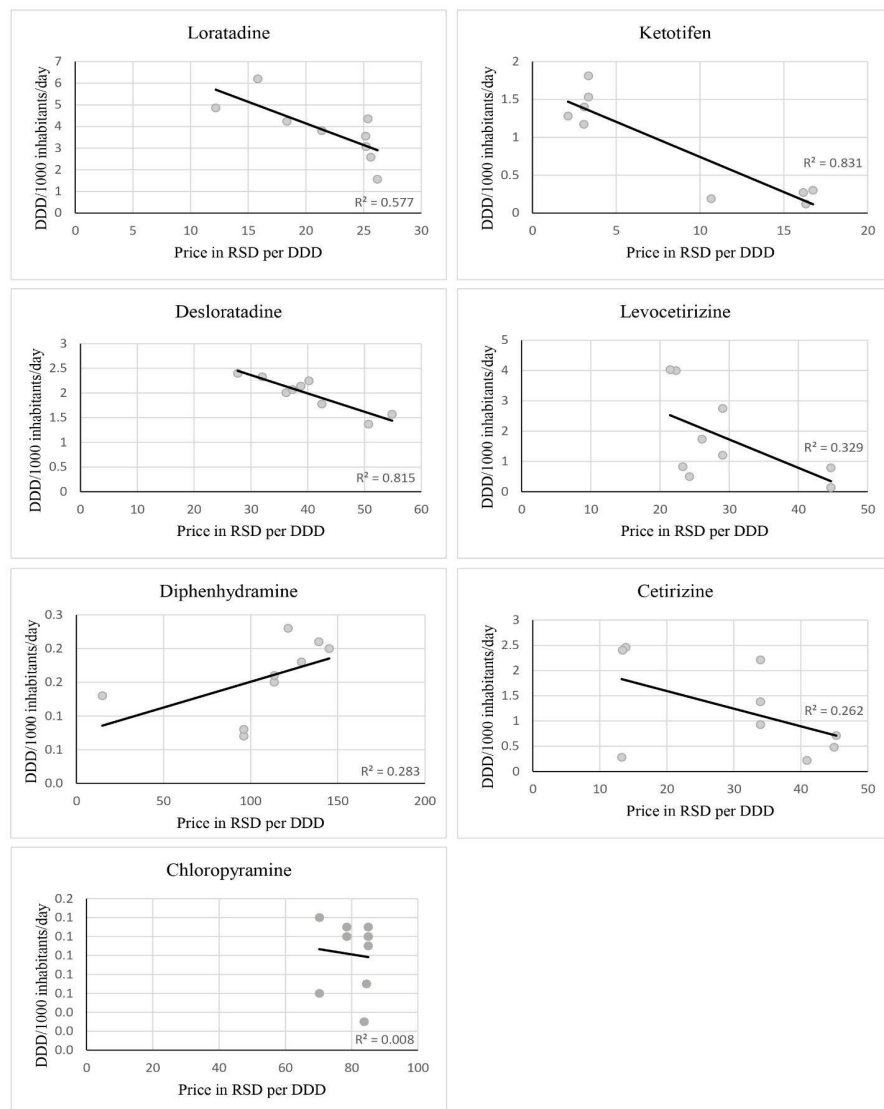 Loratadine
DDD/1000 inhabitants/day
7
6
5
4
3
2
1
0
R² = 0.577
0 5 10 15 20 25 30
Price in RSD per DDD
Ketotifen
DDD/1000 inhabitants/day
2
1.5
1
0.5
0
R² = 0.831
0 5 10 15 20
Price in RSD per DDD
Desloratadine
DDD/1000 inhabitants/day
3
2.5
2
1.5
1
0.5
0
R² = 0.815
0 10 20 30 40 50 60
Price in RSD per DDD
Levocetirizine
DDD/1000 inhabitants/day
5
4
3
2
1
0
R² = 0.329
0 10 20 30 40 50
Price in RSD per DDD
Diphenhydramine
DDD/1000 inhabitants/day
0.3
0.2
0.2
0.1
0.1
0.0
R² = 0.283
0 50 100 150 200
Price in RSD per DDD
Cetirizine
DDD/1000 inhabitants/day
3
2.5
2
1.5
1
0.5
0
R² = 0.262
0 10 20 30 40 50
Price in RSD per DDD
Chloropyramine
DDD/1000 inhabitants/day
0.2
0.1
0.1
0.1
0.1
0.1
0.0
0.0
0.0
R² = 0.008
0 20 40 60 80 100
Price in RSD per DDD